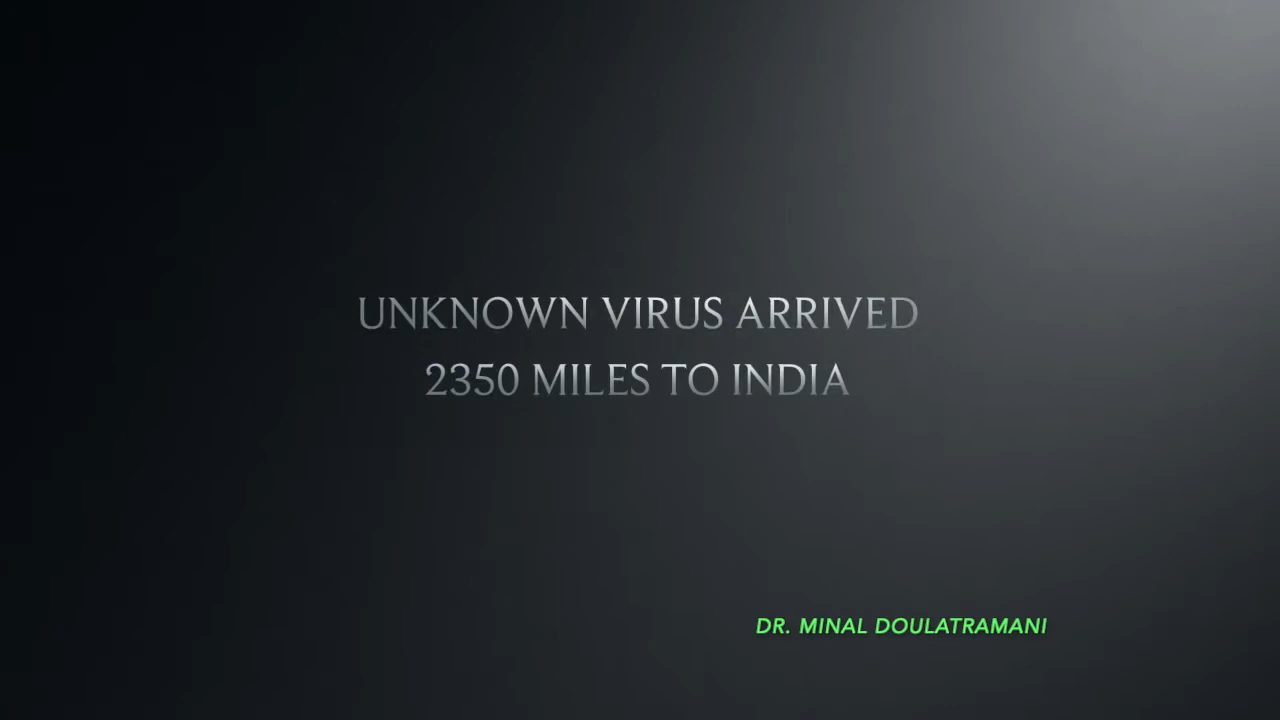 UNKNOWN VIRUS ARRIVED
2350 MILES TO INDIA
DR. MINAL DOULATRAMANI